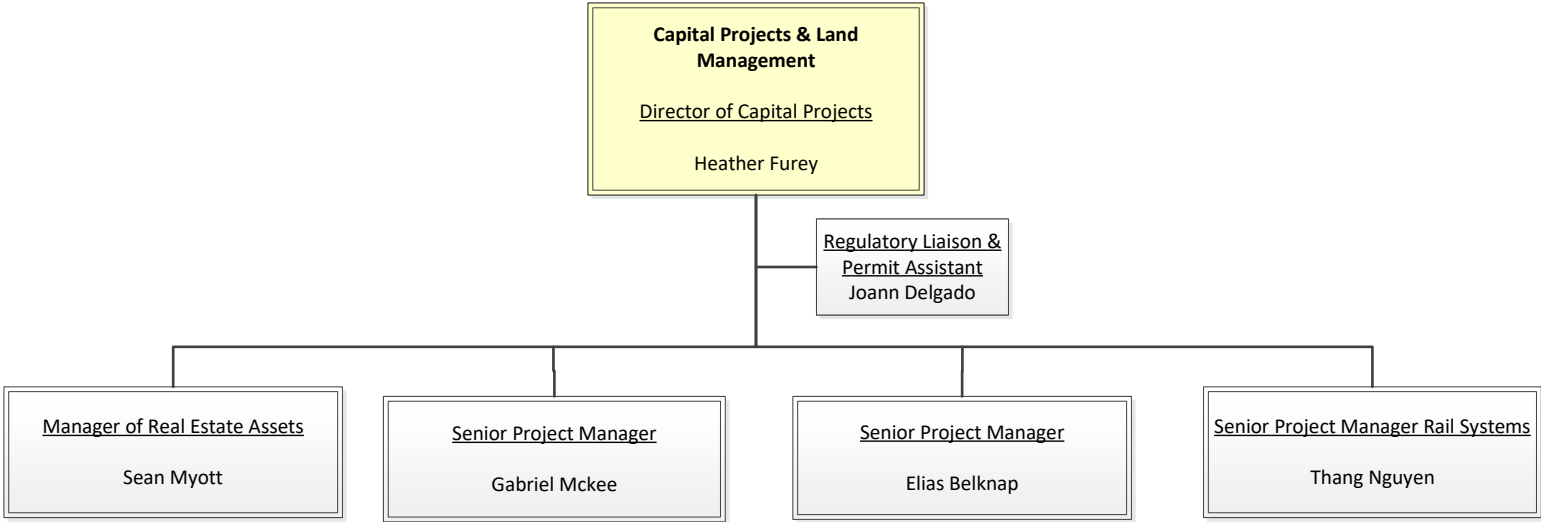 Capital Projects & Land
Management
Director of Capital Projects
Heather Furey
Regulatory Liaison &
Permit Assistant
Joann Delgado
Manager of Real Estate Assets
Sean Myott
Senior Project Manager
Gabriel Mckee
Senior Project Manager
Elias Belknap
Senior Project Manager Rail Systems
Thang Nguyen